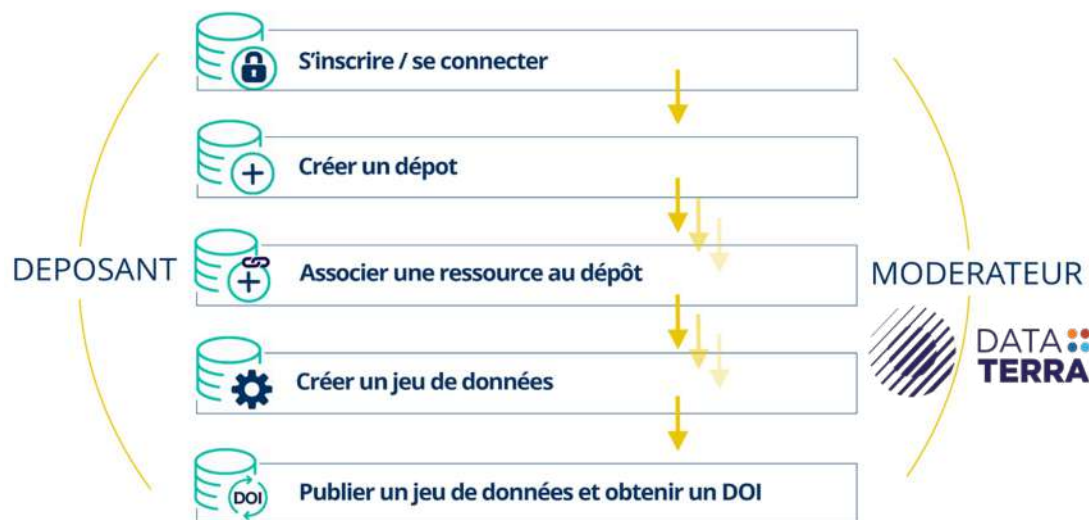 S'inscrire / se connecter
Créer un dépot
DEPOSANT
Associer une ressource au dépôt
MODERATEUR
DATA
TERRA
Créer un jeu de données
DOI
Publier un jeu de données et obtenir un DOI